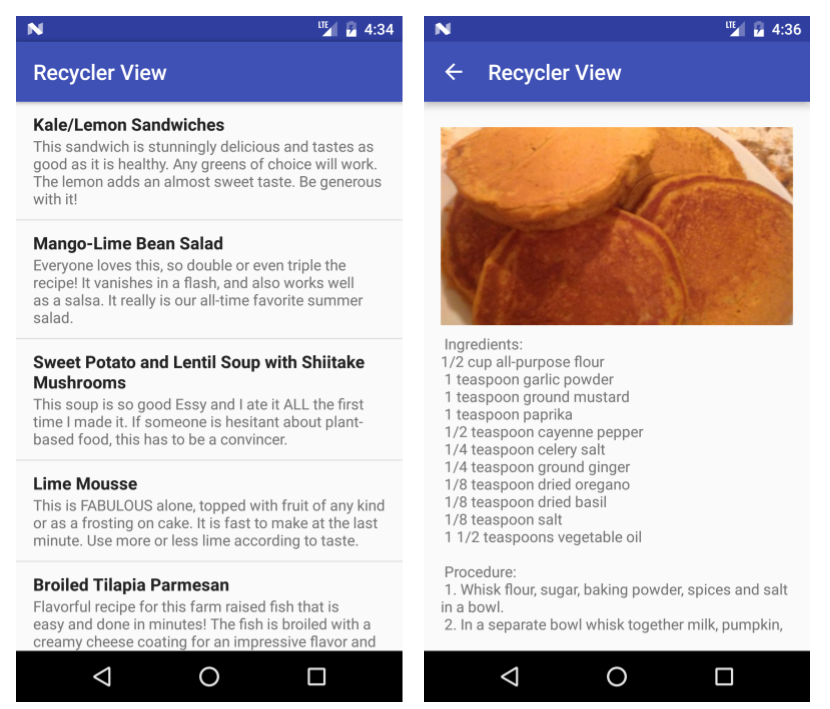 LTE 4:34
Recycler View
Kale/Lemon Sandwiches
This sandwich is stunningly delicious and tastes as
good as it is healthy. Any greens of choice will work.
The lemon adds an almost sweet taste. Be generous
with it!
Mango-Lime Bean Salad
Everyone loves this, so double or even triple the
recipe! It vanishes in a flash, and also works well
as a salsa. It really is our all-time favorite summer
salad.
Sweet Potato and Lentil Soup with Shiitake
Mushrooms
This soup is so good Essy and I ate it ALL the first
time I made it. If someone is hesitant about plant-
based food, this has to be a convincer.
Lime Mousse
This is FABULOUS alone, topped with fruit of any kind
or as a frosting on cake. It is fast to make at the last
minute. Use more or less lime according to taste.
Broiled Tilapia Parmesan
Flavorful recipe for this farm raised fish that is
easy and done in minutes! The fish is broiled with a
creamy cheese coating for an impressive flavor and
LTE 4:36
Recycler View
Ingredients:
1/2 cup all-purpose flour
1 teaspoon garlic powder
1 teaspoon ground mustard
1 teaspoon paprika
1/2 teaspoon cayenne pepper
1/4 teaspoon celery salt
1/4 teaspoon ground ginger
1/8 teaspoon dried oregano
1/8 teaspoon dried basil
1/8 teaspoon salt
1 1/2 teaspoons vegetable oil
Procedure:
1. Whisk flour, sugar, baking powder, spices and salt
in a bowl.
2. In a separate bowl whisk together milk, pumpkin,